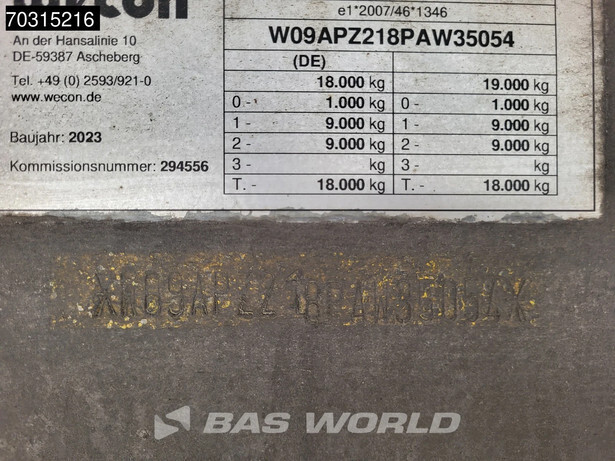 70315216
wecon
An der Hansalinie 10
DE-59387 Ascheberg
Tel. +49 (0) 2593/921-0
www.wecon.de
Baujahr: 2023
Kommissionsnummer: 294556
e1*2007/46*1346
W09APZ218PAW35054
(DE)
18.000 kg 19.000 kg
0 - 1.000 kg 0 - 1.000 kg
1 - 9.000 kg 1 - 9.000 kg
2 - 9.000 kg 2 - 9.000 kg
3 - kg 3 - kg
T. - 18.000 kg T. - 18.000 kg
BAS WORLD